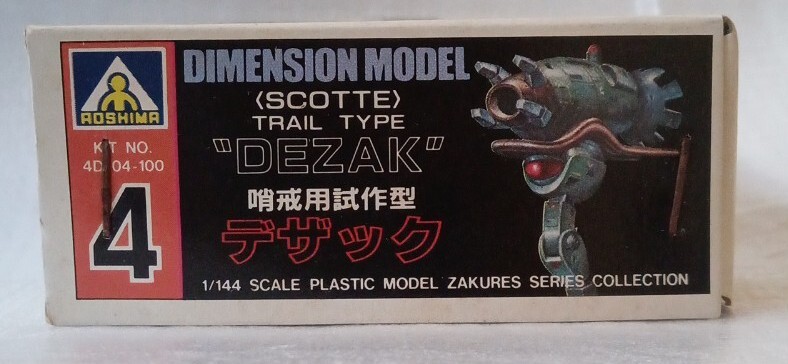 AOSHIMA
KIT NO.
4D-04-100
4
DIMENSION MODEL
〈SCOTTE〉
TRAIL TYPE
"DEZAK"
哨戒用試作型
デザック
1/144 SCALE PLASTIC MODEL ZAKURES SERIES COLLECTION